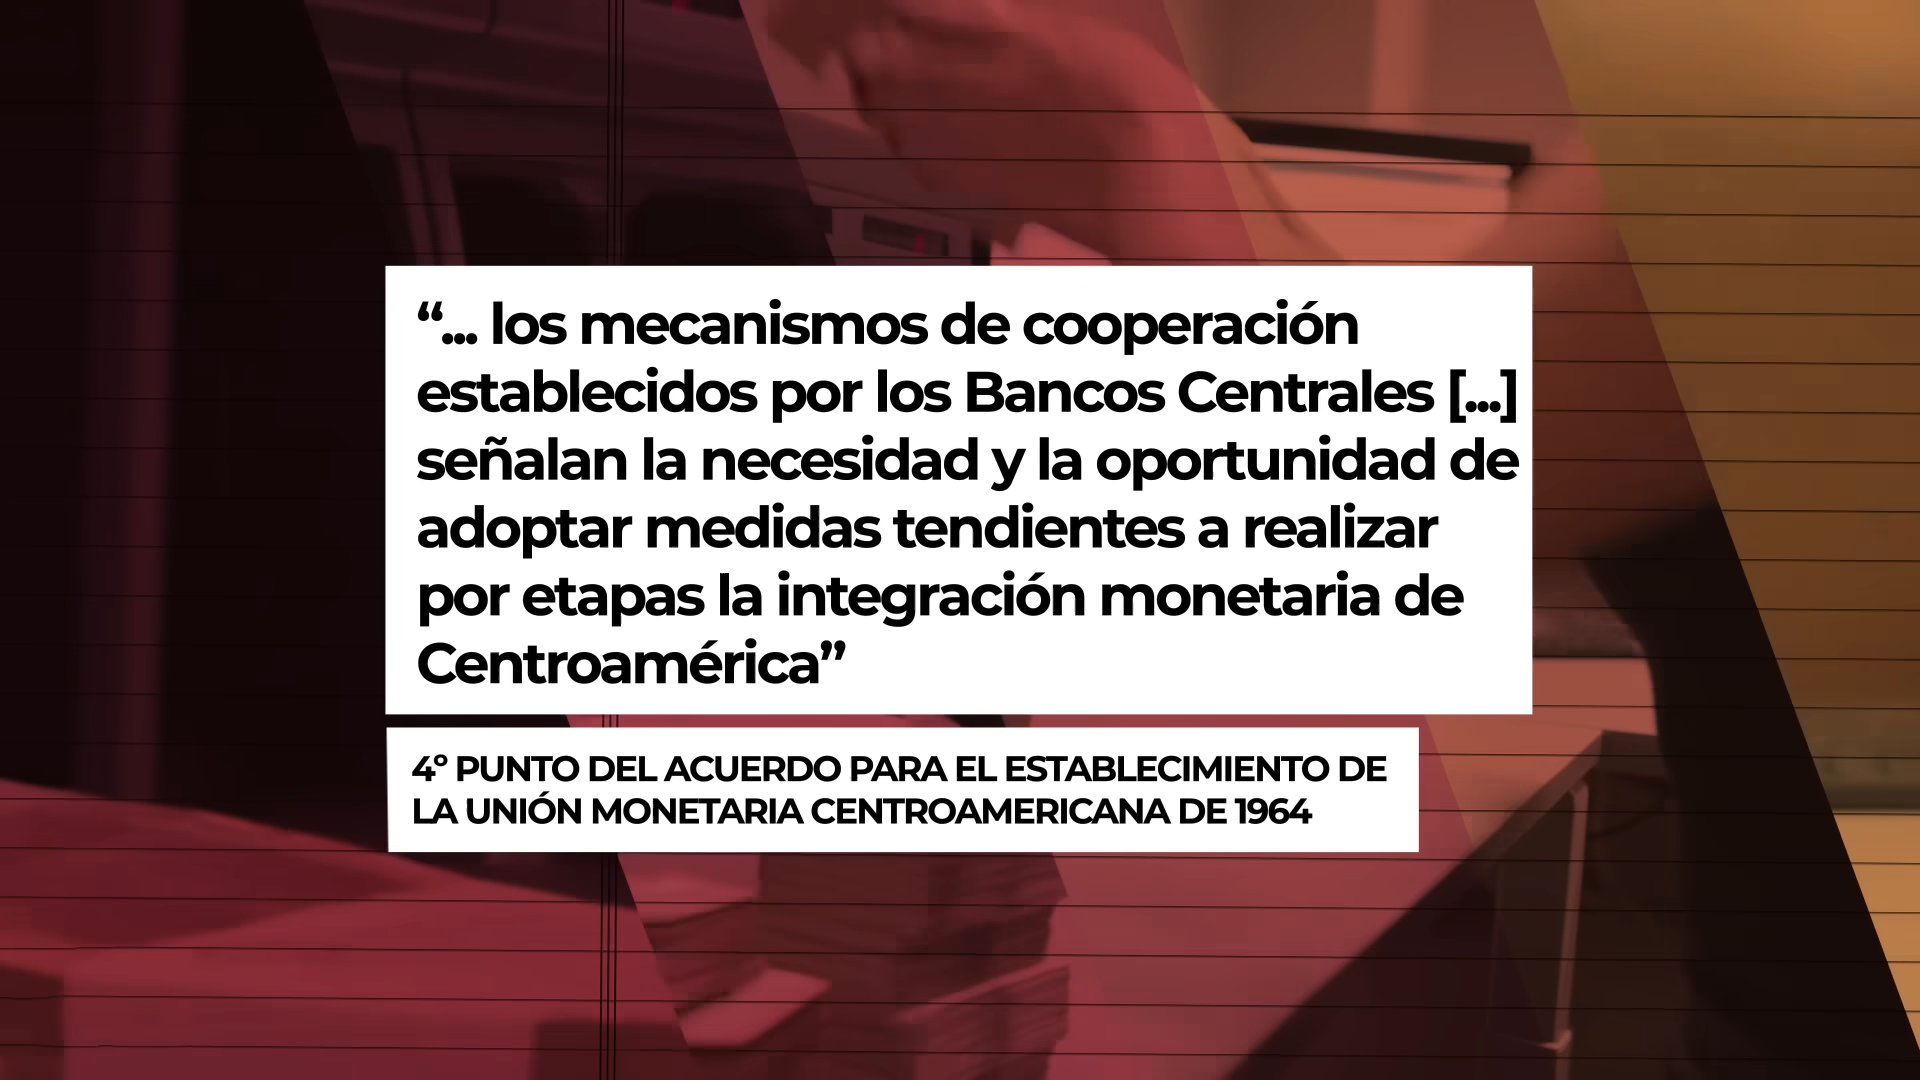 “... los mecanismos de cooperación
establecidos por los Bancos Centrales [...]
señalan la necesidad y la oportunidad de
adoptar medidas tendientes a realizar
por etapas la integración monetaria de
Centroamérica”
4º PUNTO DEL ACUERDO PARA EL ESTABLECIMIENTO DE
LA UNIÓN MONETARIA CENTROAMERICANA DE 1964